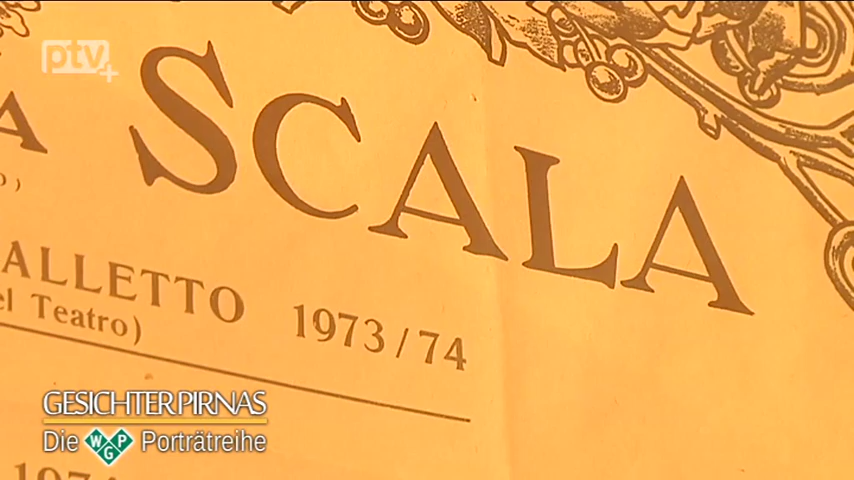 ptv+
A SCALA
O)
ALLETTO 1973/74
el Teatro)
GESICHTER PIRNAS
Die WGP Porträtreihe